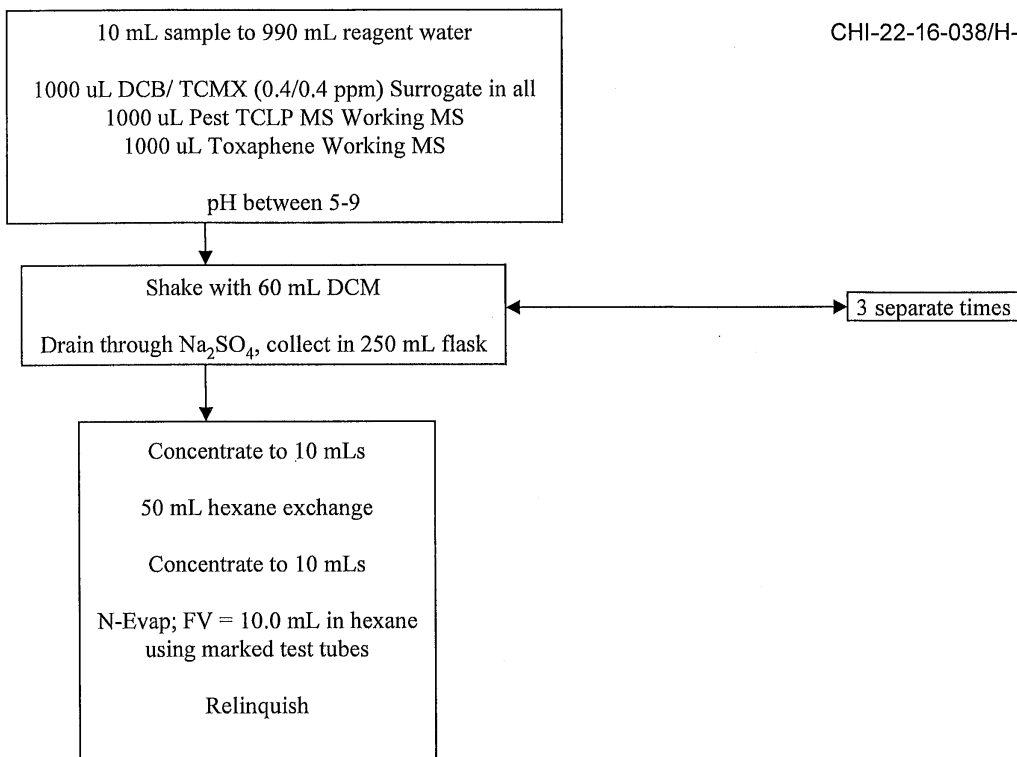 CHI-22-16-038/H-
10 mL sample to 990 mL reagent water
1000 uL DCB/ TCMX (0.4/0.4 ppm) Surrogate in all
1000 uL Pest TCLP MS Working MS
1000 uL Toxaphene Working MS
pH between 5-9
Shake with 60 mL DCM
Drain through Na₂SO₄, collect in 250 mL flask
3 separate times
Concentrate to 10 mLs
50 mL hexane exchange
Concentrate to 10 mLs
N-Evap; FV = 10.0 mL in hexane
using marked test tubes
Relinquish